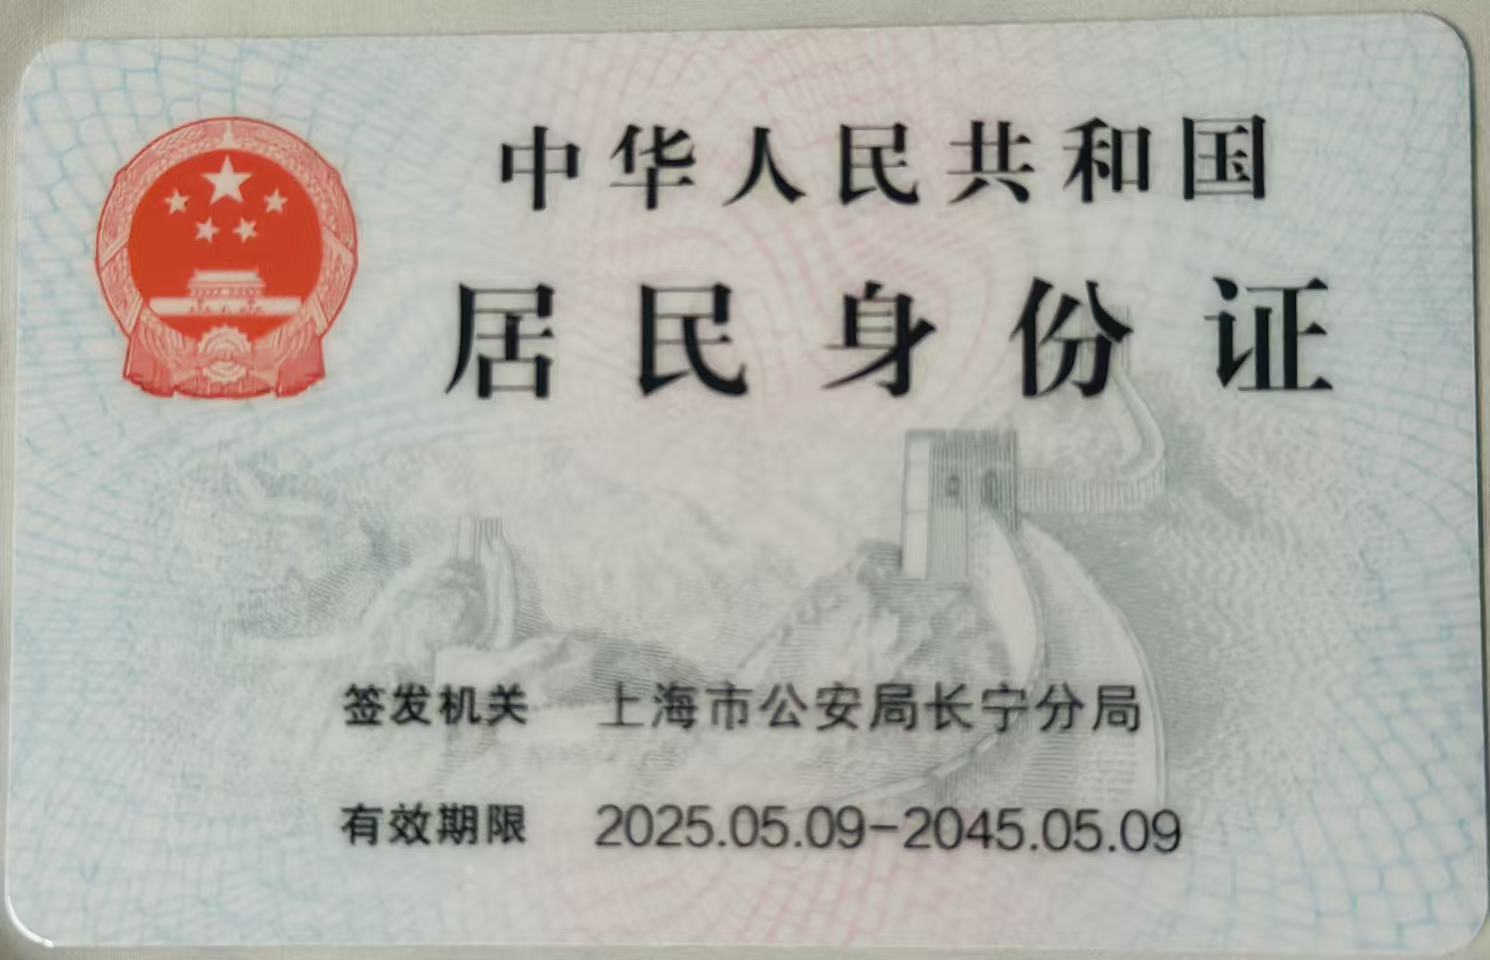 中华人民共和国
居民身份证
签发机关 上海市公安局长宁分局
有效期限 2025.05.09-2045.05.09